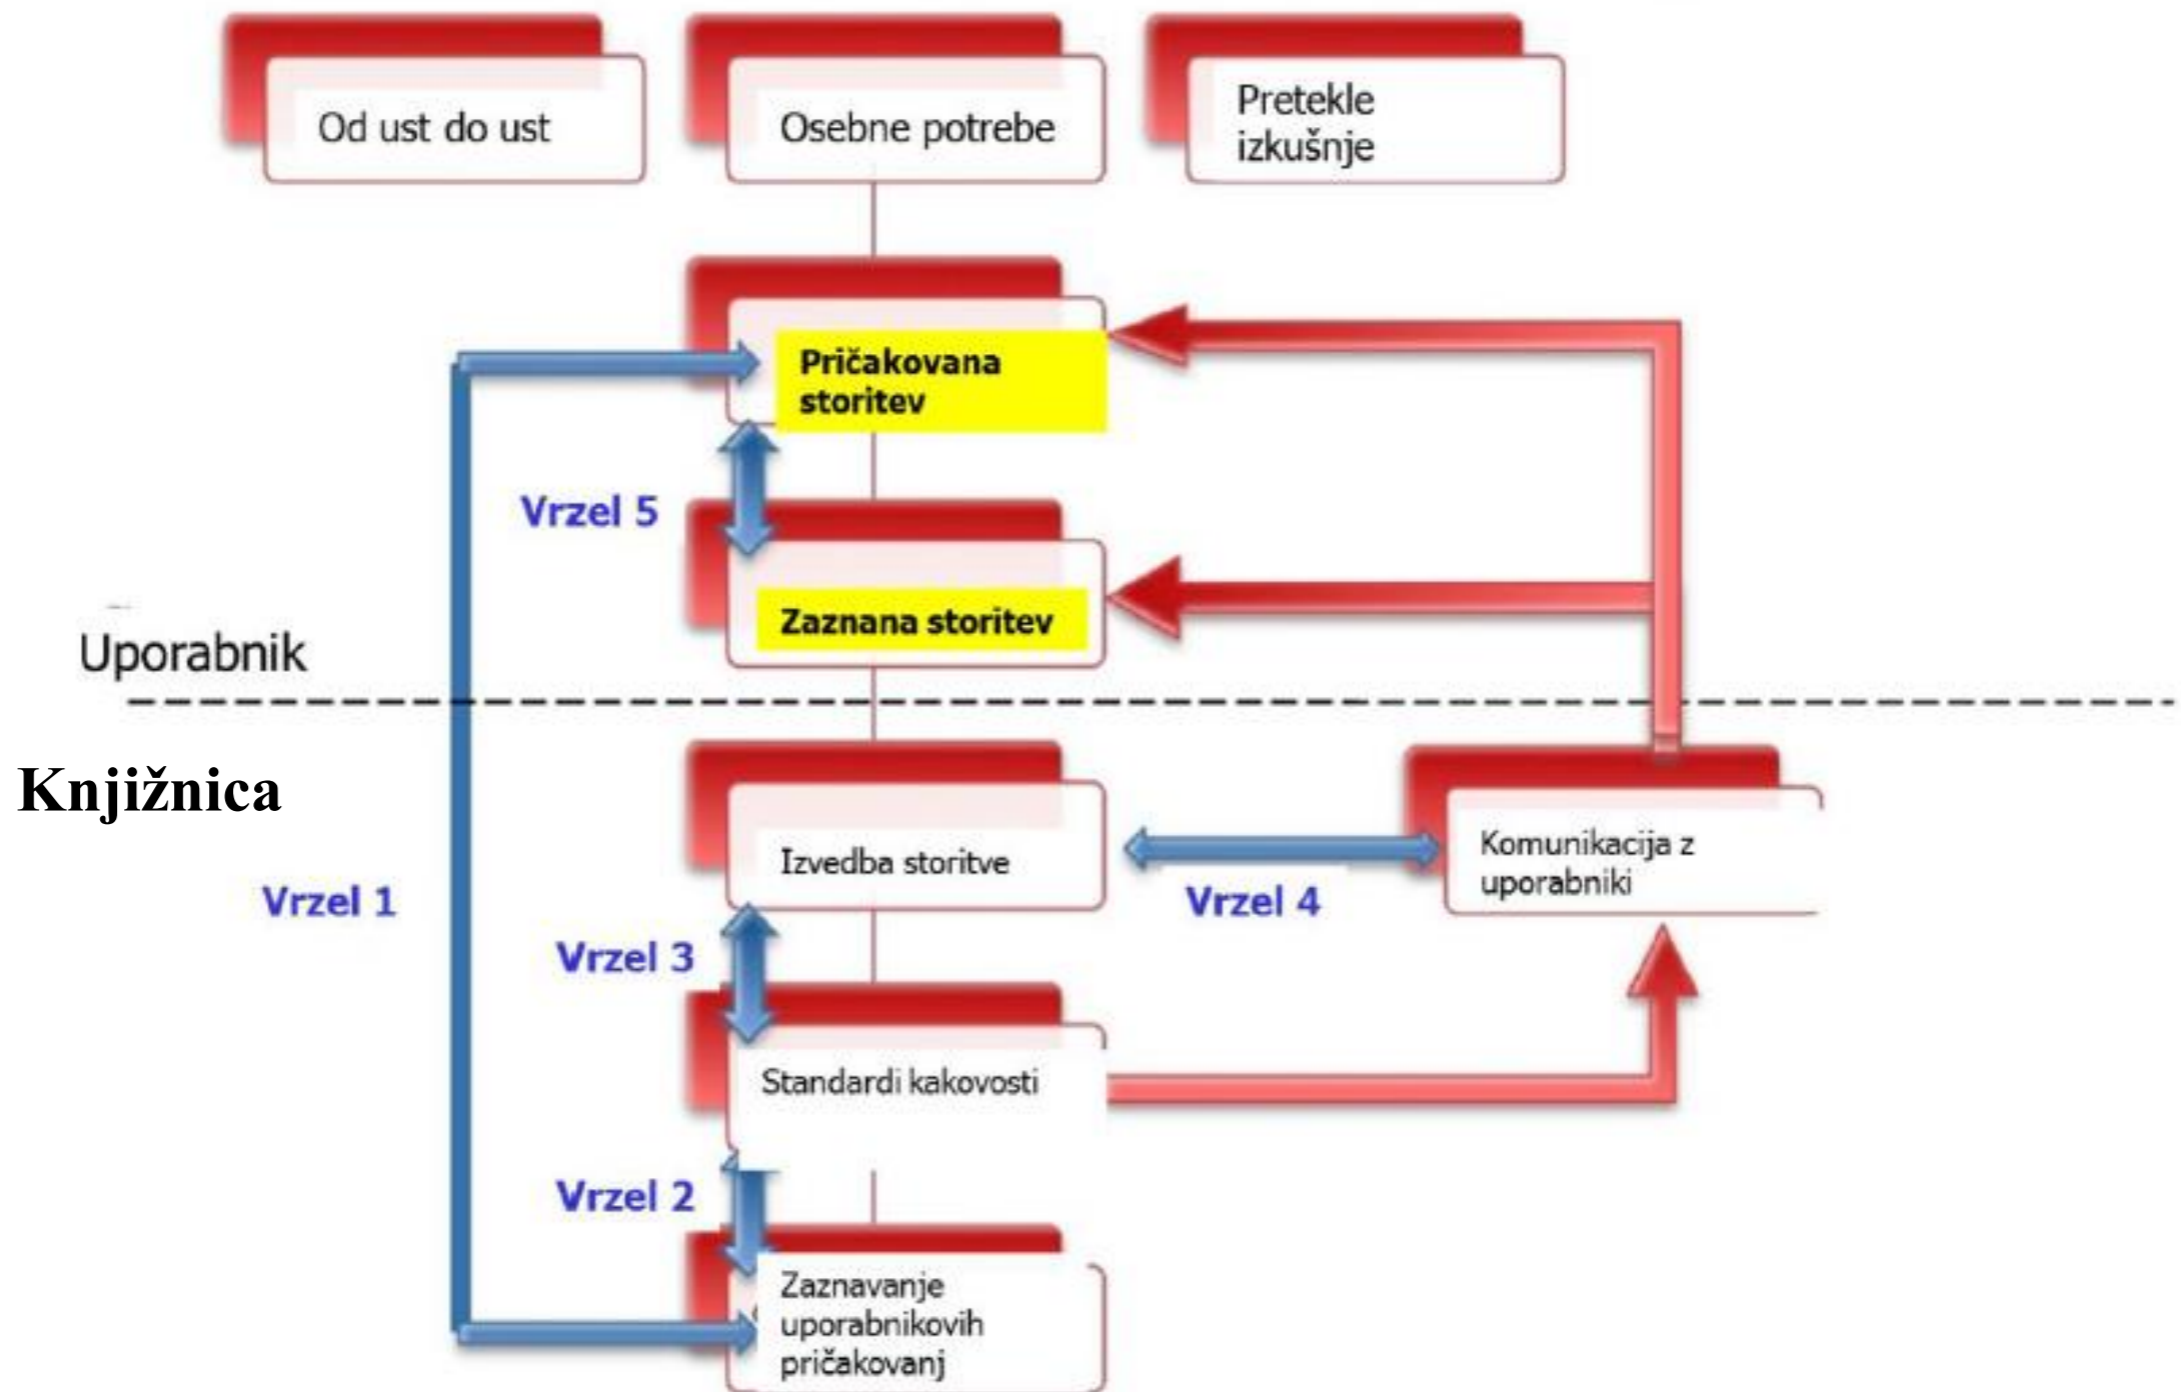 Od ust do ust
Osebne potrebe
Pretekle
izkušnje
Pričakovana
storitev
Vrzel 5
Zaznana storitev
Uporabnik
Knjižnica
Izvedba storitve
Komunikacija z
uporabniki
Vrzel 1
Vrzel 4
Vrzel 3
Standardi kakovosti
Vrzel 2
Zaznavanje
uporabnikovih
pričakovanj